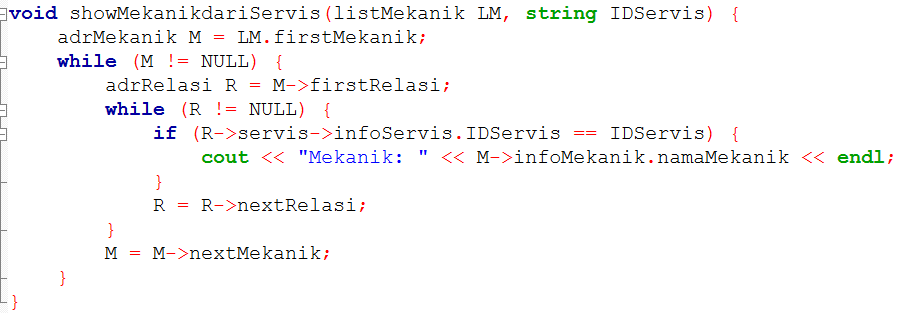 void showMekanikdariServis(listMekanik LM, string IDServis) {
    adrMekanik M = LM.firstMekanik;
    while (M != NULL) {
        adrRelasi R = M->firstRelasi;
        while (R != NULL) {
            if (R->servis->infoServis.IDServis == IDServis) {
                cout << "Mekanik: " << M->infoMekanik.namaMekanik << endl;
            }
            R = R->nextRelasi;
        }
        M = M->nextMekanik;
    }
}